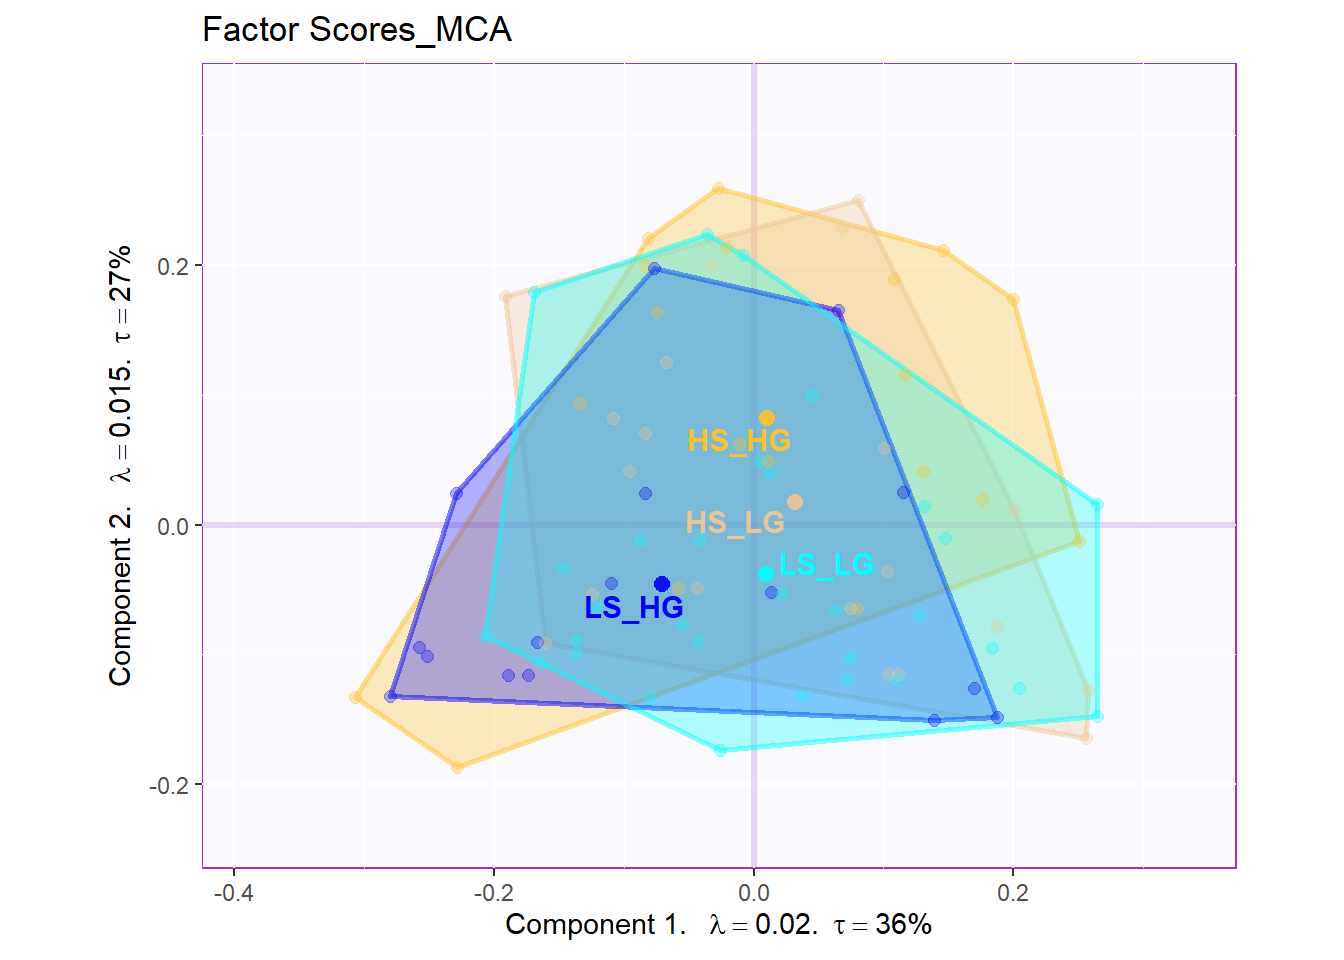 Factor Scores_MCA
Component 2.  λ = 0.015.  τ = 27%
0.2
0.0
-0.2
HS_HG
HS_LG
LS_LG
LS_HG
-0.4
-0.2
0.0
0.2
Component 1.  λ = 0.02.  τ = 36%